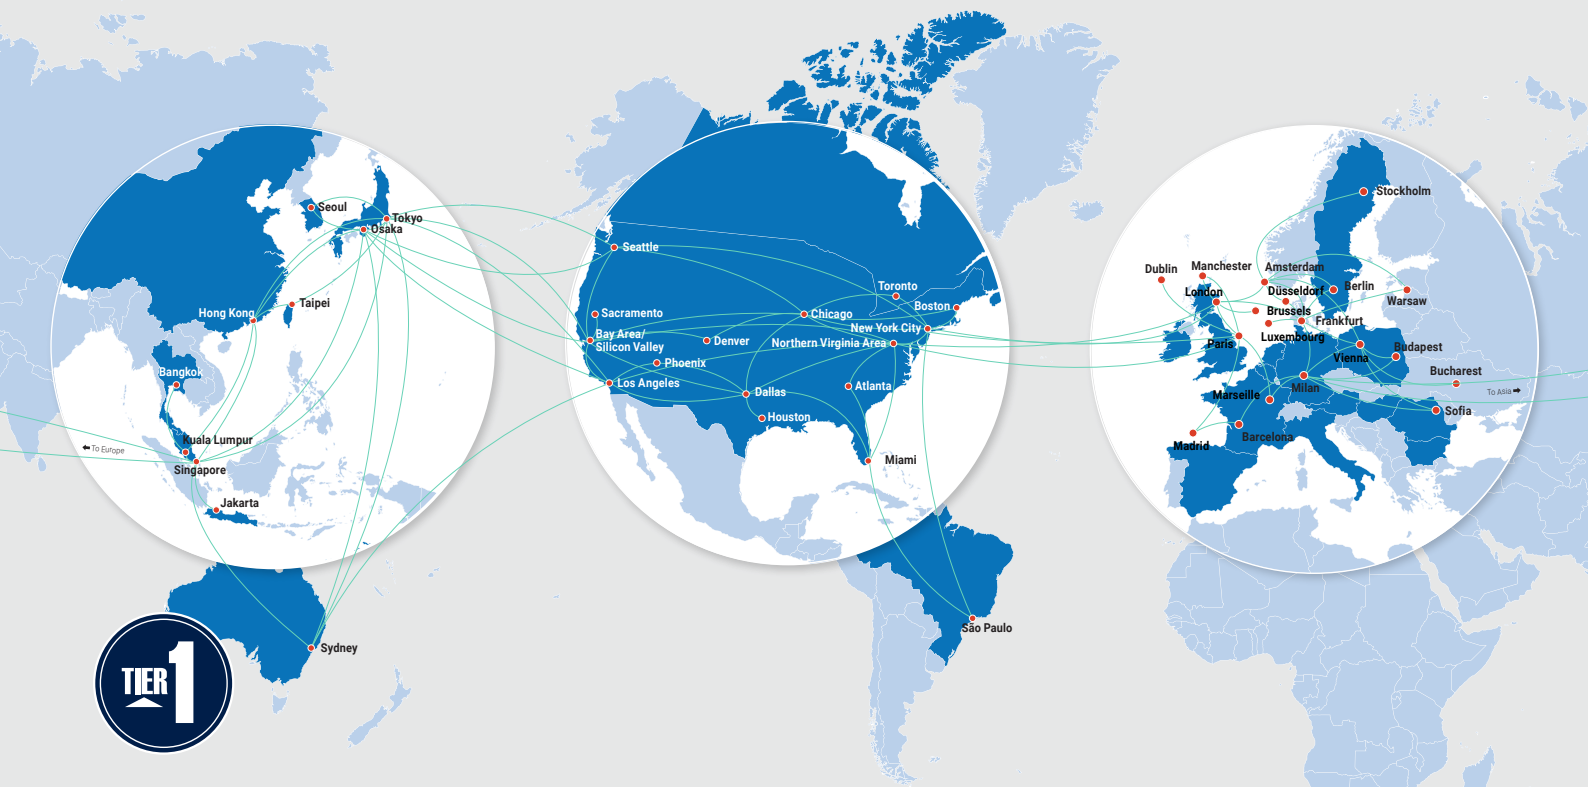 Seoul
Tokyo
Osaka
Taipei
Hong Kong
Bangkok
Kuala Lumpur
To Europe
Singapore
Jakarta
Sydney
TIER 1
Seattle
Toronto
Boston
Sacramento
Chicago
New York City
Bay Area/
Silicon Valley
Denver
Northern Virginia Area
Phoenix
Los Angeles
Dallas
Atlanta
Houston
Miami
São Paulo
Stockholm
Dublin
Manchester
Amsterdam
London
Düsseldorf
Berlin
Warsaw
Brussels
Frankfurt
Luxembourg
Paris
Vienna
Budapest
Bucharest
Milan
To Asia
Marseille
Sofia
Madrid
Barcelona